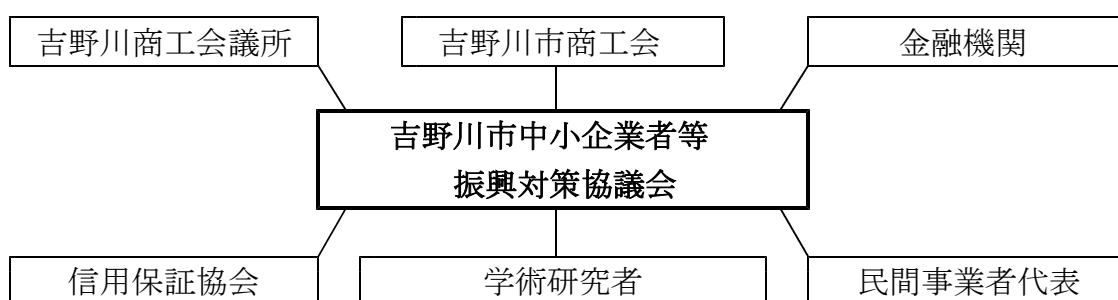 吉野川商工会議所
吉野川市商工会
金融機関
吉野川市中小企業者等
振興対策協議会
信用保証協会
学術研究者
民間事業者代表